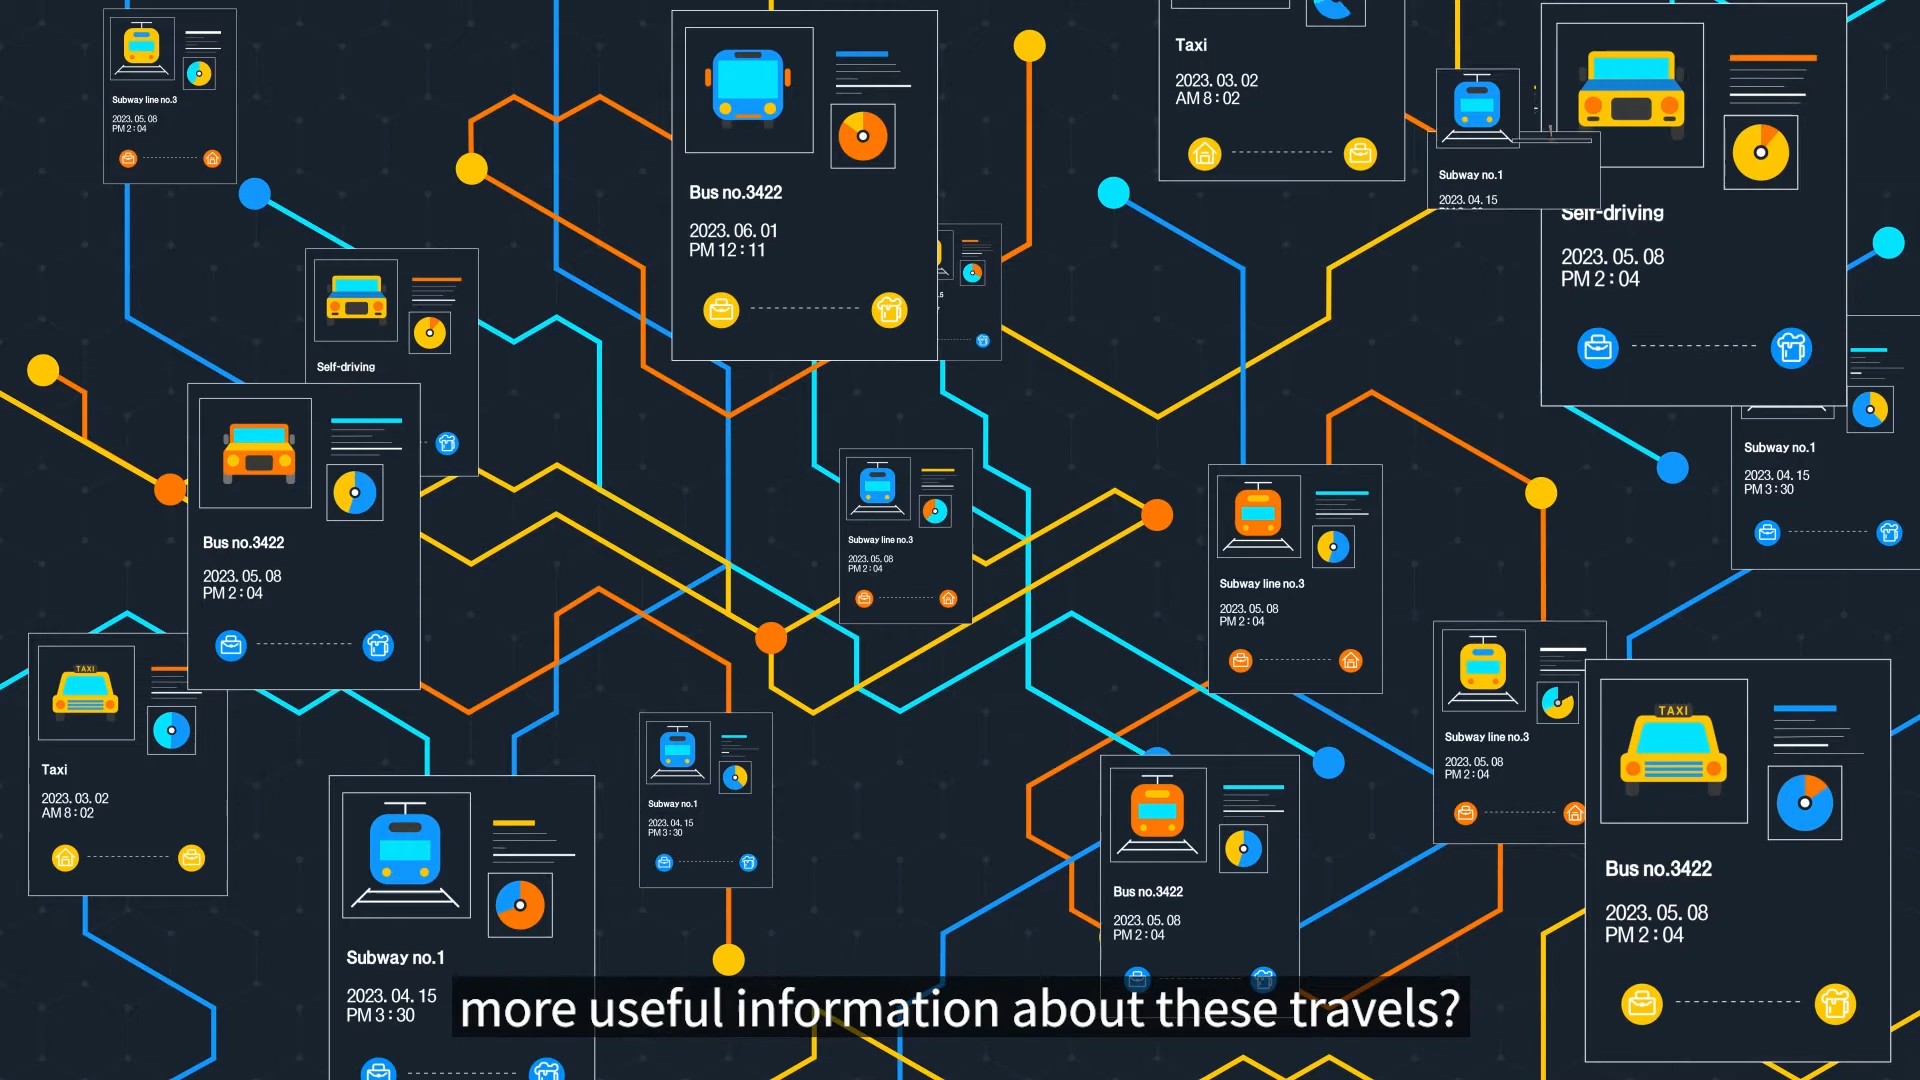 Subway line no.3
2023. 05. 08
PM 2 : 04
Bus no.3422
2023. 06. 01
PM 12 : 11
Taxi
2023. 03. 02
AM 8 : 02
Subway no.1
2023. 04. 15
Self-driving
2023. 05. 08
PM 2 : 04
Self-driving
Bus no.3422
2023. 05. 08
PM 2 : 04
Subway line no.3
2023. 05. 08
PM 2 : 04
Subway line no.3
2023. 05. 08
PM 2 : 04
Subway no.1
2023. 04. 15
PM 3 : 30
TAXI
Taxi
2023. 03. 02
AM 8 : 02
Subway no.1
2023. 04. 15
PM 3 : 30
Subway no.1
2023. 04. 15
PM 3 : 30
Bus no.3422
2023. 05. 08
PM 2 : 04
Subway line no.3
2023. 05. 08
PM 2 : 04
TAXI
Bus no.3422
2023. 05. 08
PM 2 : 04
more useful information about these travels?